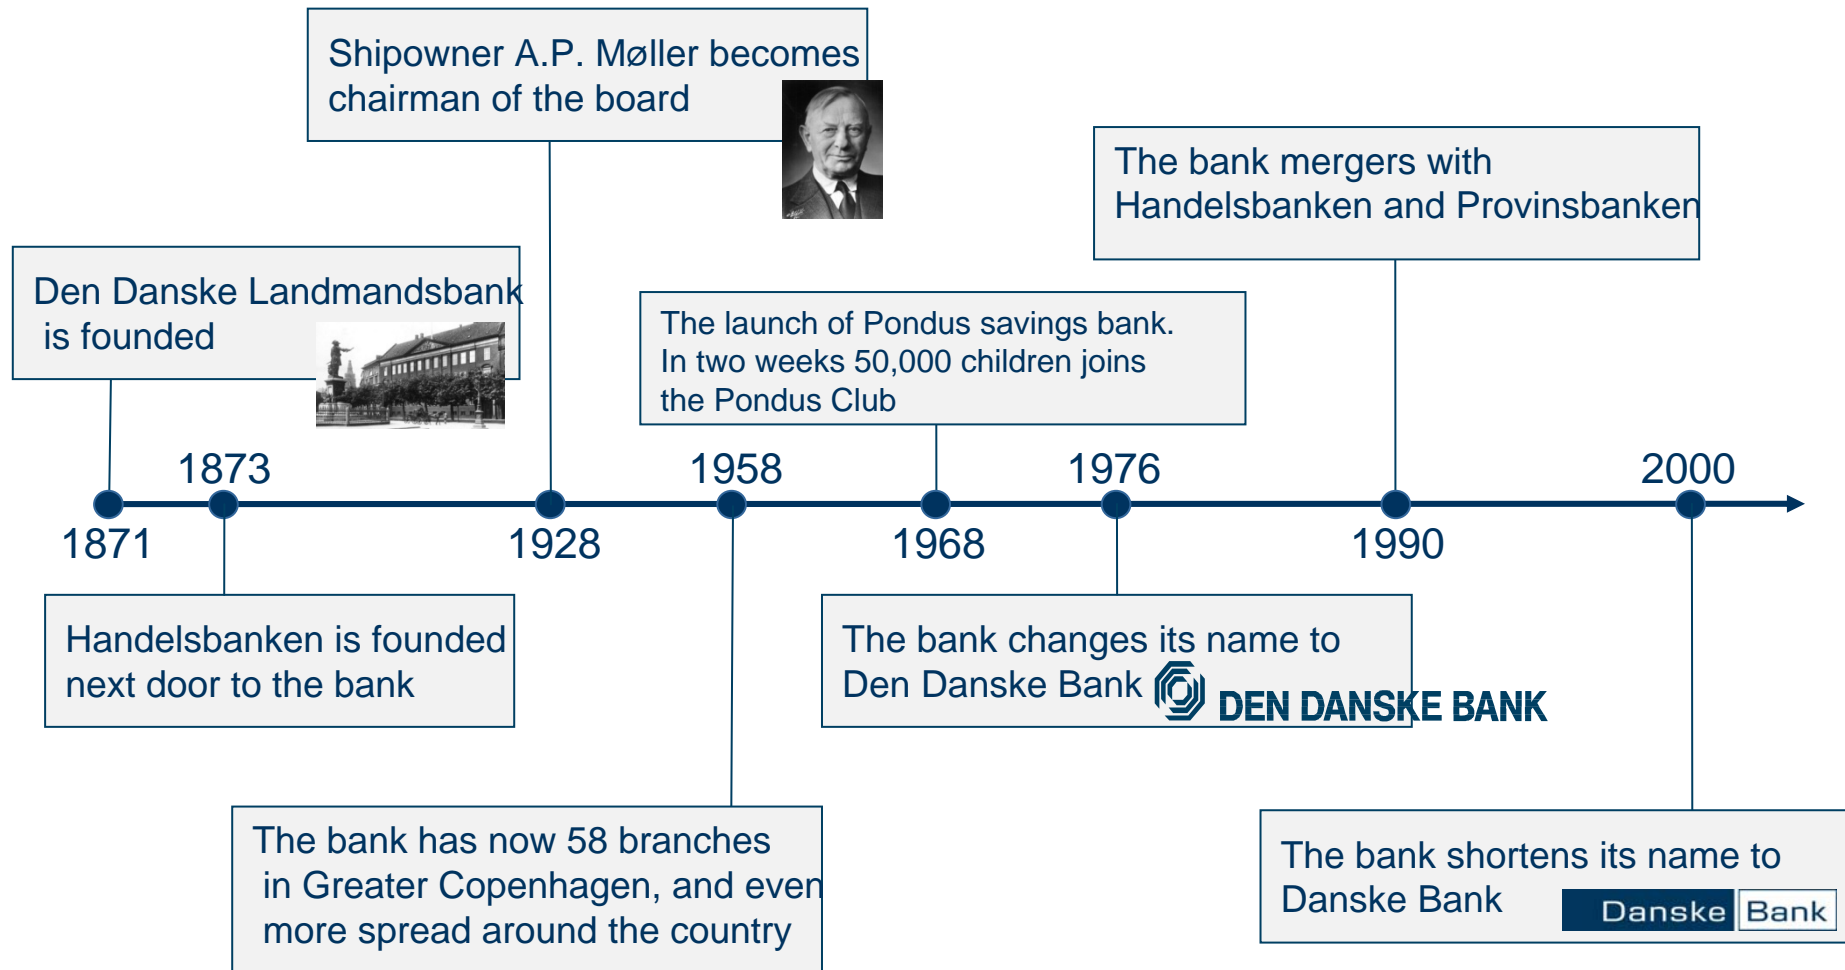 Shipowner A.P. Møller becomes
chairman of the board
The bank mergers with
Handelsbanken and Provinsbanken
Den Danske Landmandsbank
is founded
The launch of Pondus savings bank.
In two weeks 50,000 children joins
the Pondus Club
1873
1958
1976
2000
1871
1928
1968
1990
Handelsbanken is founded
next door to the bank
The bank changes its name to
Den Danske Bank
DEN DANSKE BANK
The bank has now 58 branches
in Greater Copenhagen, and even
more spread around the country
The bank shortens its name to
Danske Bank
Danske Bank